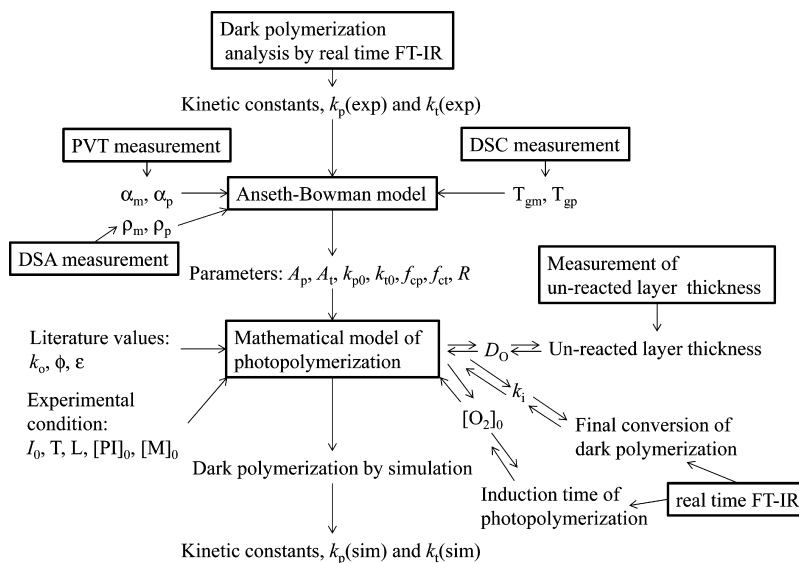 Dark polymerization
analysis by real time FT-IR
Kinetic constants, kp(exp) and kt(exp)
PVT measurement
DSC measurement
αm, αp
Anseth-Bowman model
Tgm, Tgp
ρm, ρp
DSA measurement
Parameters: Ap, At, kp0, kt0, fcp, fct, R
Measurement of
un-reacted layer thickness
Literature values:
ko, ϕ, ε
Mathematical model of
photopolymerization
DO
Un-reacted layer thickness
ki
Experimental
condition:
I0, T, L, [PI]0, [M]0
[O2]0
Final conversion of
dark polymerization
Dark polymerization by simulation
Induction time of
photopolymerization
real time FT-IR
Kinetic constants, kp(sim) and kt(sim)